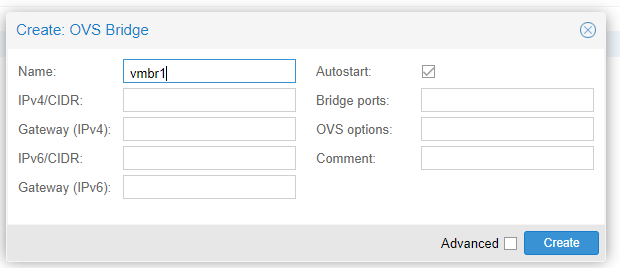 Create: OVS Bridge
Name: vmbr1 Autostart:
IPv4/CIDR: Bridge ports:
Gateway (IPv4): OVS options:
IPv6/CIDR: Comment:
Gateway (IPv6):
Advanced Create